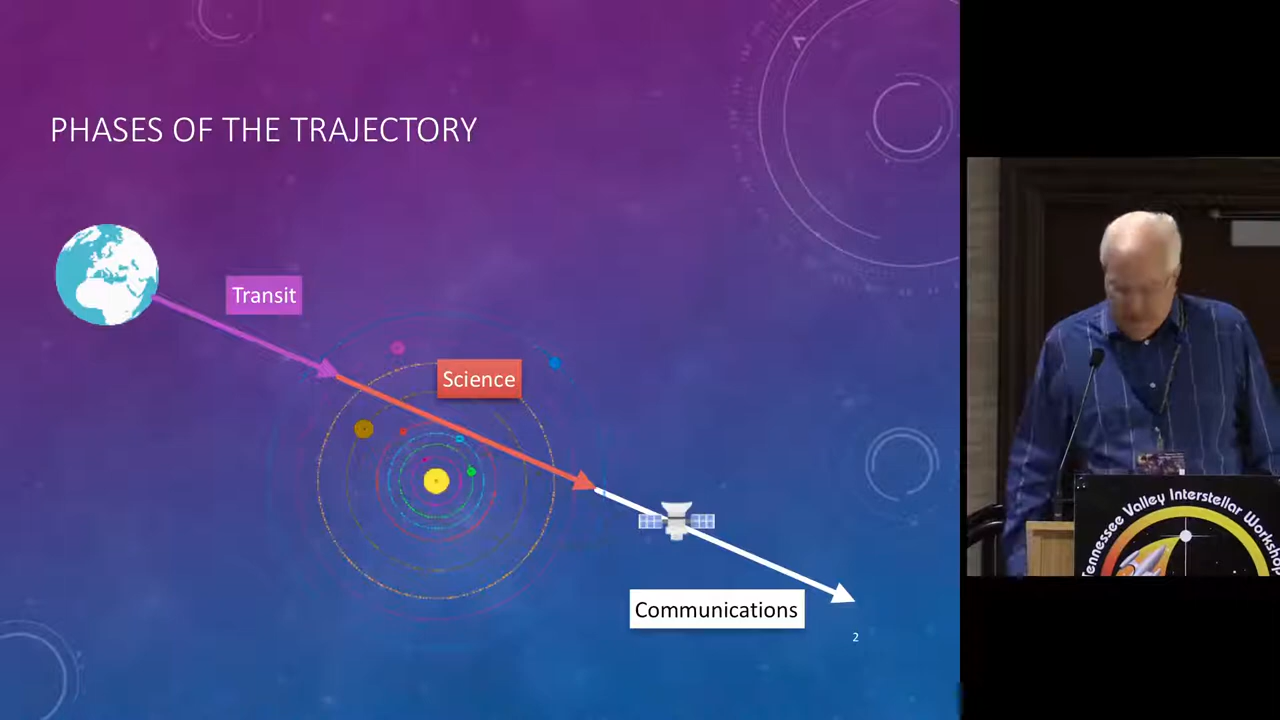 PHASES OF THE TRAJECTORY
Transit
Science
Communications
2
Tennessee Valley Interstellar Workshop